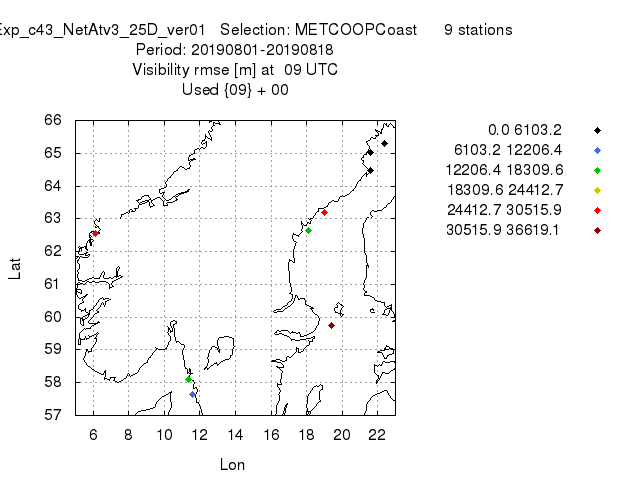 Exp_c43_NetAtv3_25D_ver01 Selection: METCOOPCoast 9 stations
Period: 20190801-20190818
Visibility rmse [m] at 09 UTC
Used {09} + 00
0.0 6103.2
6103.2 12206.4
12206.4 18309.6
18309.6 24412.7
24412.7 30515.9
30515.9 36619.1
66
65
64
63
62
61
60
59
58
57
Lat
6 8 10 12 14 16 18 20 22
Lon